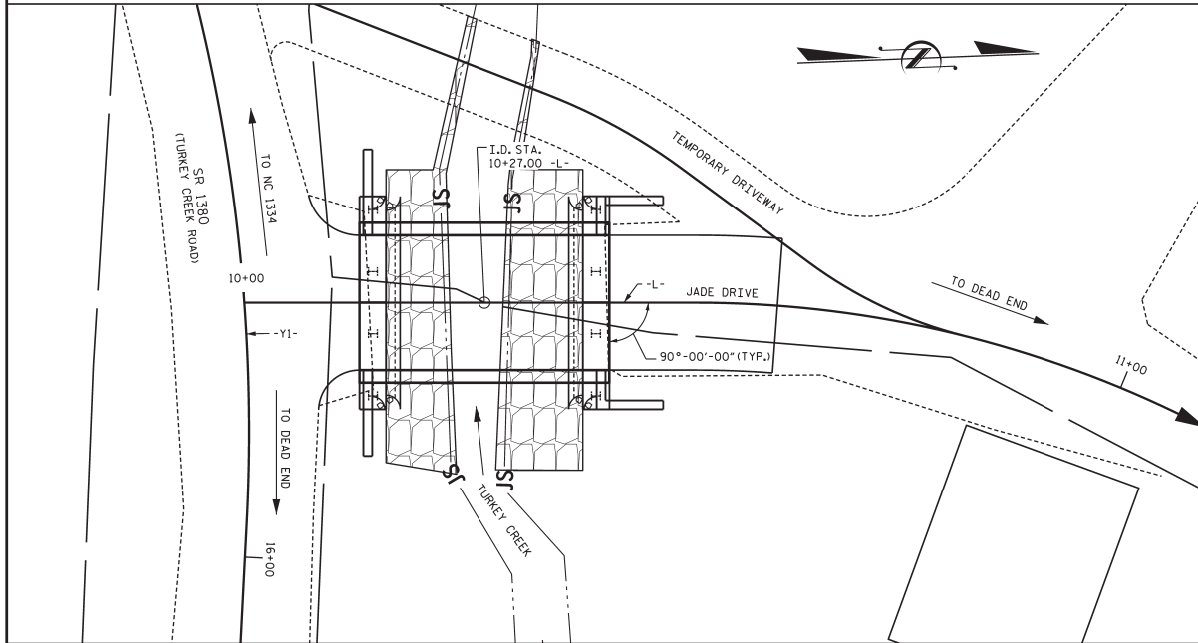 I.D. STA.
10+27.00 -L-
TEMPORARY DRIVEWAY
SR 1380
(TURKEY CREEK ROAD)
TO NC 1334
JS
JS
10+00
-L-
JADE DRIVE
TO DEAD END
-Y1-
90°-00'-00" (TYP.)
11+00
TO DEAD END
JS
JS
TURKEY CREEK
16+00